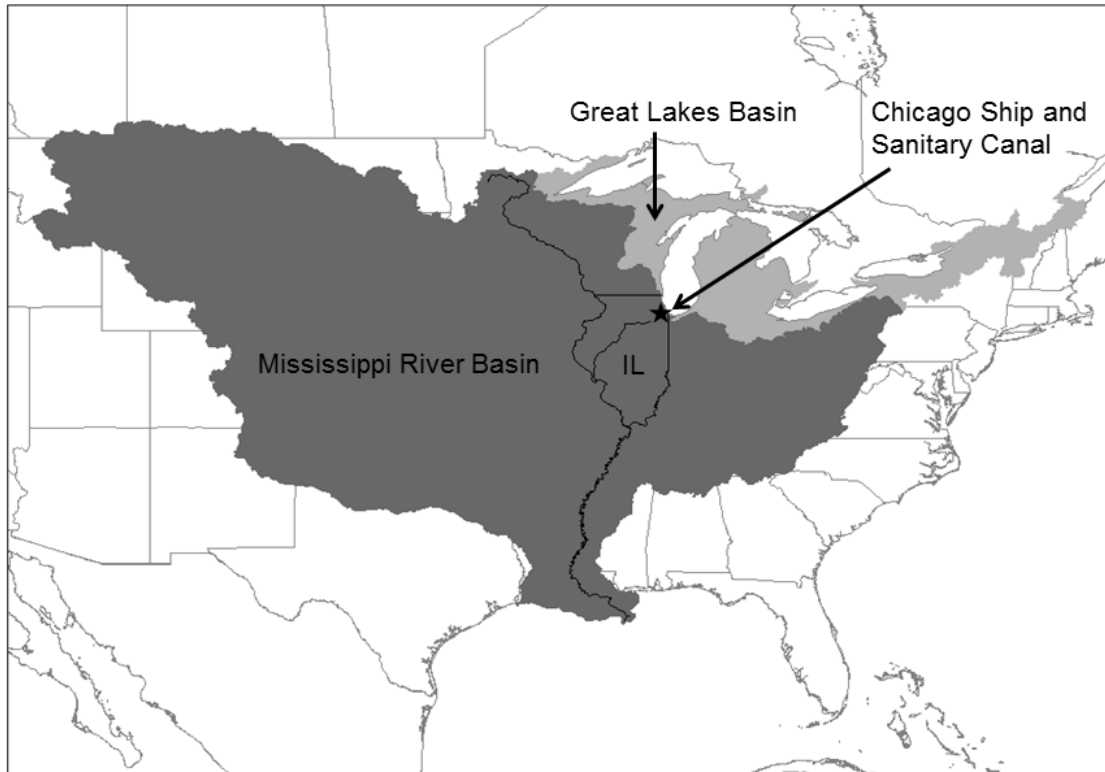 Great Lakes Basin
Chicago Ship and
Sanitary Canal
Mississippi River Basin
IL